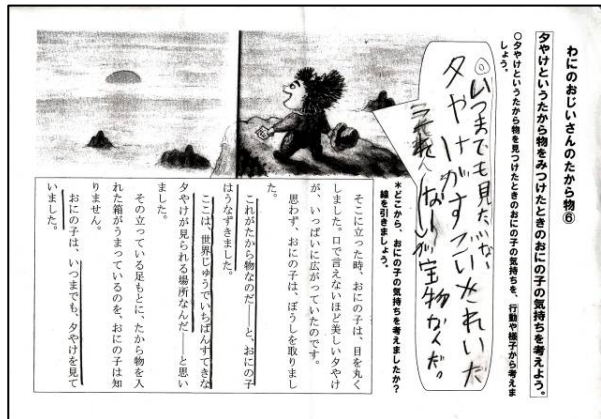 わにのおじいさんのたから物⑥
夕やけというたから物をみつけたときのおにの子の気持ちを考えよう。
○夕やけというたから物を見つけたときのおにの子の気持ちを、行動や様子から考えま
しょう。
◎いつまでも見たいな、
夕やけがすごいきれいだ
宝物かくだ。
*どこから、おにの子の気持ちを考えましたか?
線を引きましょう。
そこに立った時、おにの子は、目を丸く
しました。口で言えないほど美しい夕やけ
が、いっぱいに広がっていたのです。
思わず、おにの子は、ぼうしを取りまし
た。
これがたから物なのだ――と、おにの子
はうなずきました。
ここは、世界じゅうでいちばんすてきな
夕やけが見られる場所なんだ――と思い
ました。
その立っている足もとに、たから物を入
れた箱がうまっているのを、おにの子は知
りません。
おにの子は、いつまでも、夕やけを見て
いました。